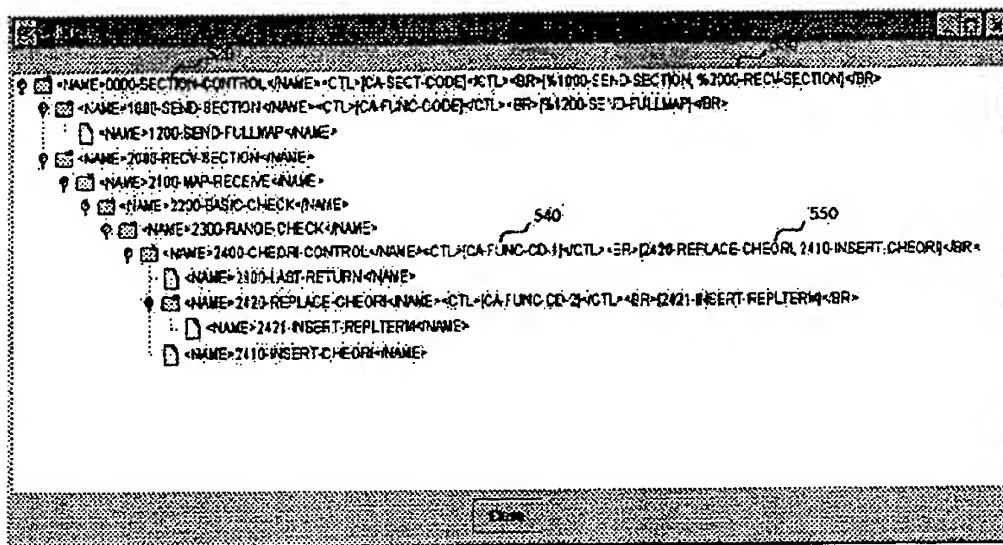 <NAME>0000-SECTION-CONTROL</NAME><CTL>[CA-SECT-CODE]</CTL><BR>[%1000-SEND-SECTION, %2000-RECV-SECTION]</BR>
<NAME>1000-SEND-SECTION</NAME><CTL>[CA-FUNC-CODE]</CTL><BR>[%1200-SEND-FULLMAP]</BR>
<NAME>1200-SEND-FULLMAP<NAME>
<NAME>2000-RECV-SECTION</NAME>
<NAME>2100-MAP-RECEIVE<NAME>
<NAME>2200-BASIC-CHECK</NAME>
<NAME>2300-RANGE-CHECK</NAME>
540 550
<NAME>2400-CHEORI-CONTROL</NAME><CTL>[CA-FUNC-CD-1]</CTL><BR>[2420-REPLACE-CHEORI, 2410-INSERT-CHEORI]</BR>
<NAME>2900-LAST-RETURN<NAME>
<NAME>2420-REPLACE-CHEORI</NAME><CTL>[CA-FUNC-CD-2]</CTL><BR>[2421-INSERT-REPLTERM]</BR>
<NAME>2421-INSERT-REPLTERM<NAME>
<NAME>2410-INSERT-CHEORI</NAME>
Close